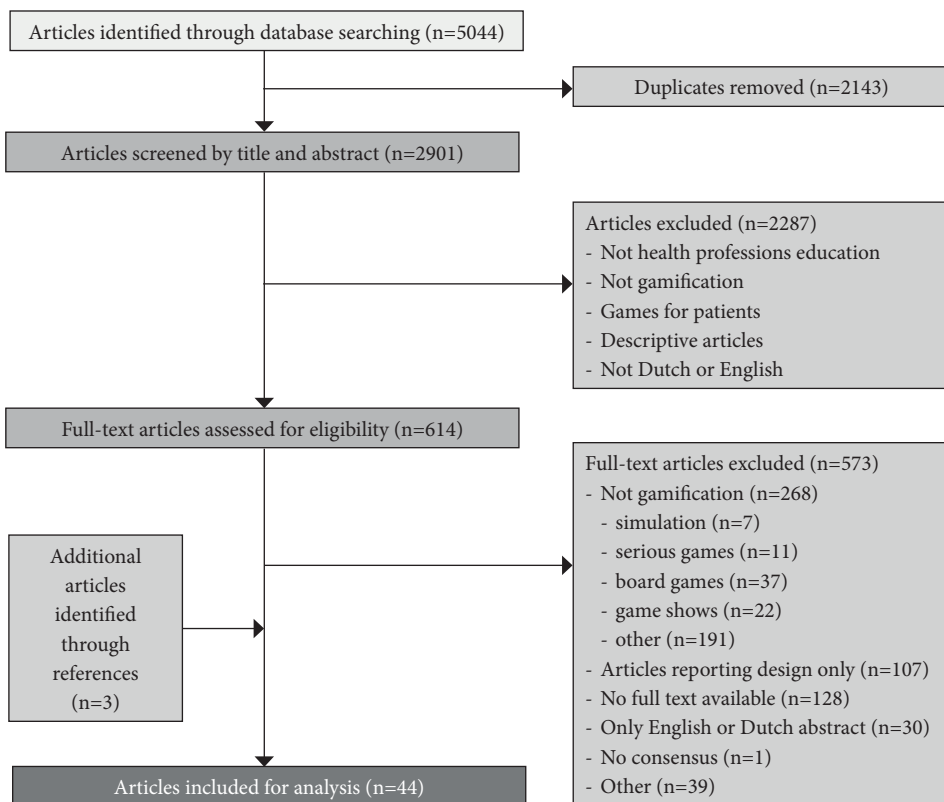 Articles identified through database searching (n=5044)
Duplicates removed (n=2143)
Articles screened by title and abstract (n=2901)
Articles excluded (n=2287)
- Not health professions education
- Not gamification
- Games for patients
- Descriptive articles
- Not Dutch or English
Full-text articles assessed for eligibility (n=614)
Full-text articles excluded (n=573)
- Not gamification (n=268)
- simulation (n=7)
- serious games (n=11)
- board games (n=37)
- game shows (n=22)
- other (n=191)
- Articles reporting design only (n=107)
- No full text available (n=128)
- Only English or Dutch abstract (n=30)
- No consensus (n=1)
- Other (n=39)
Additional
articles
identified
through
references
(n=3)
Articles included for analysis (n=44)